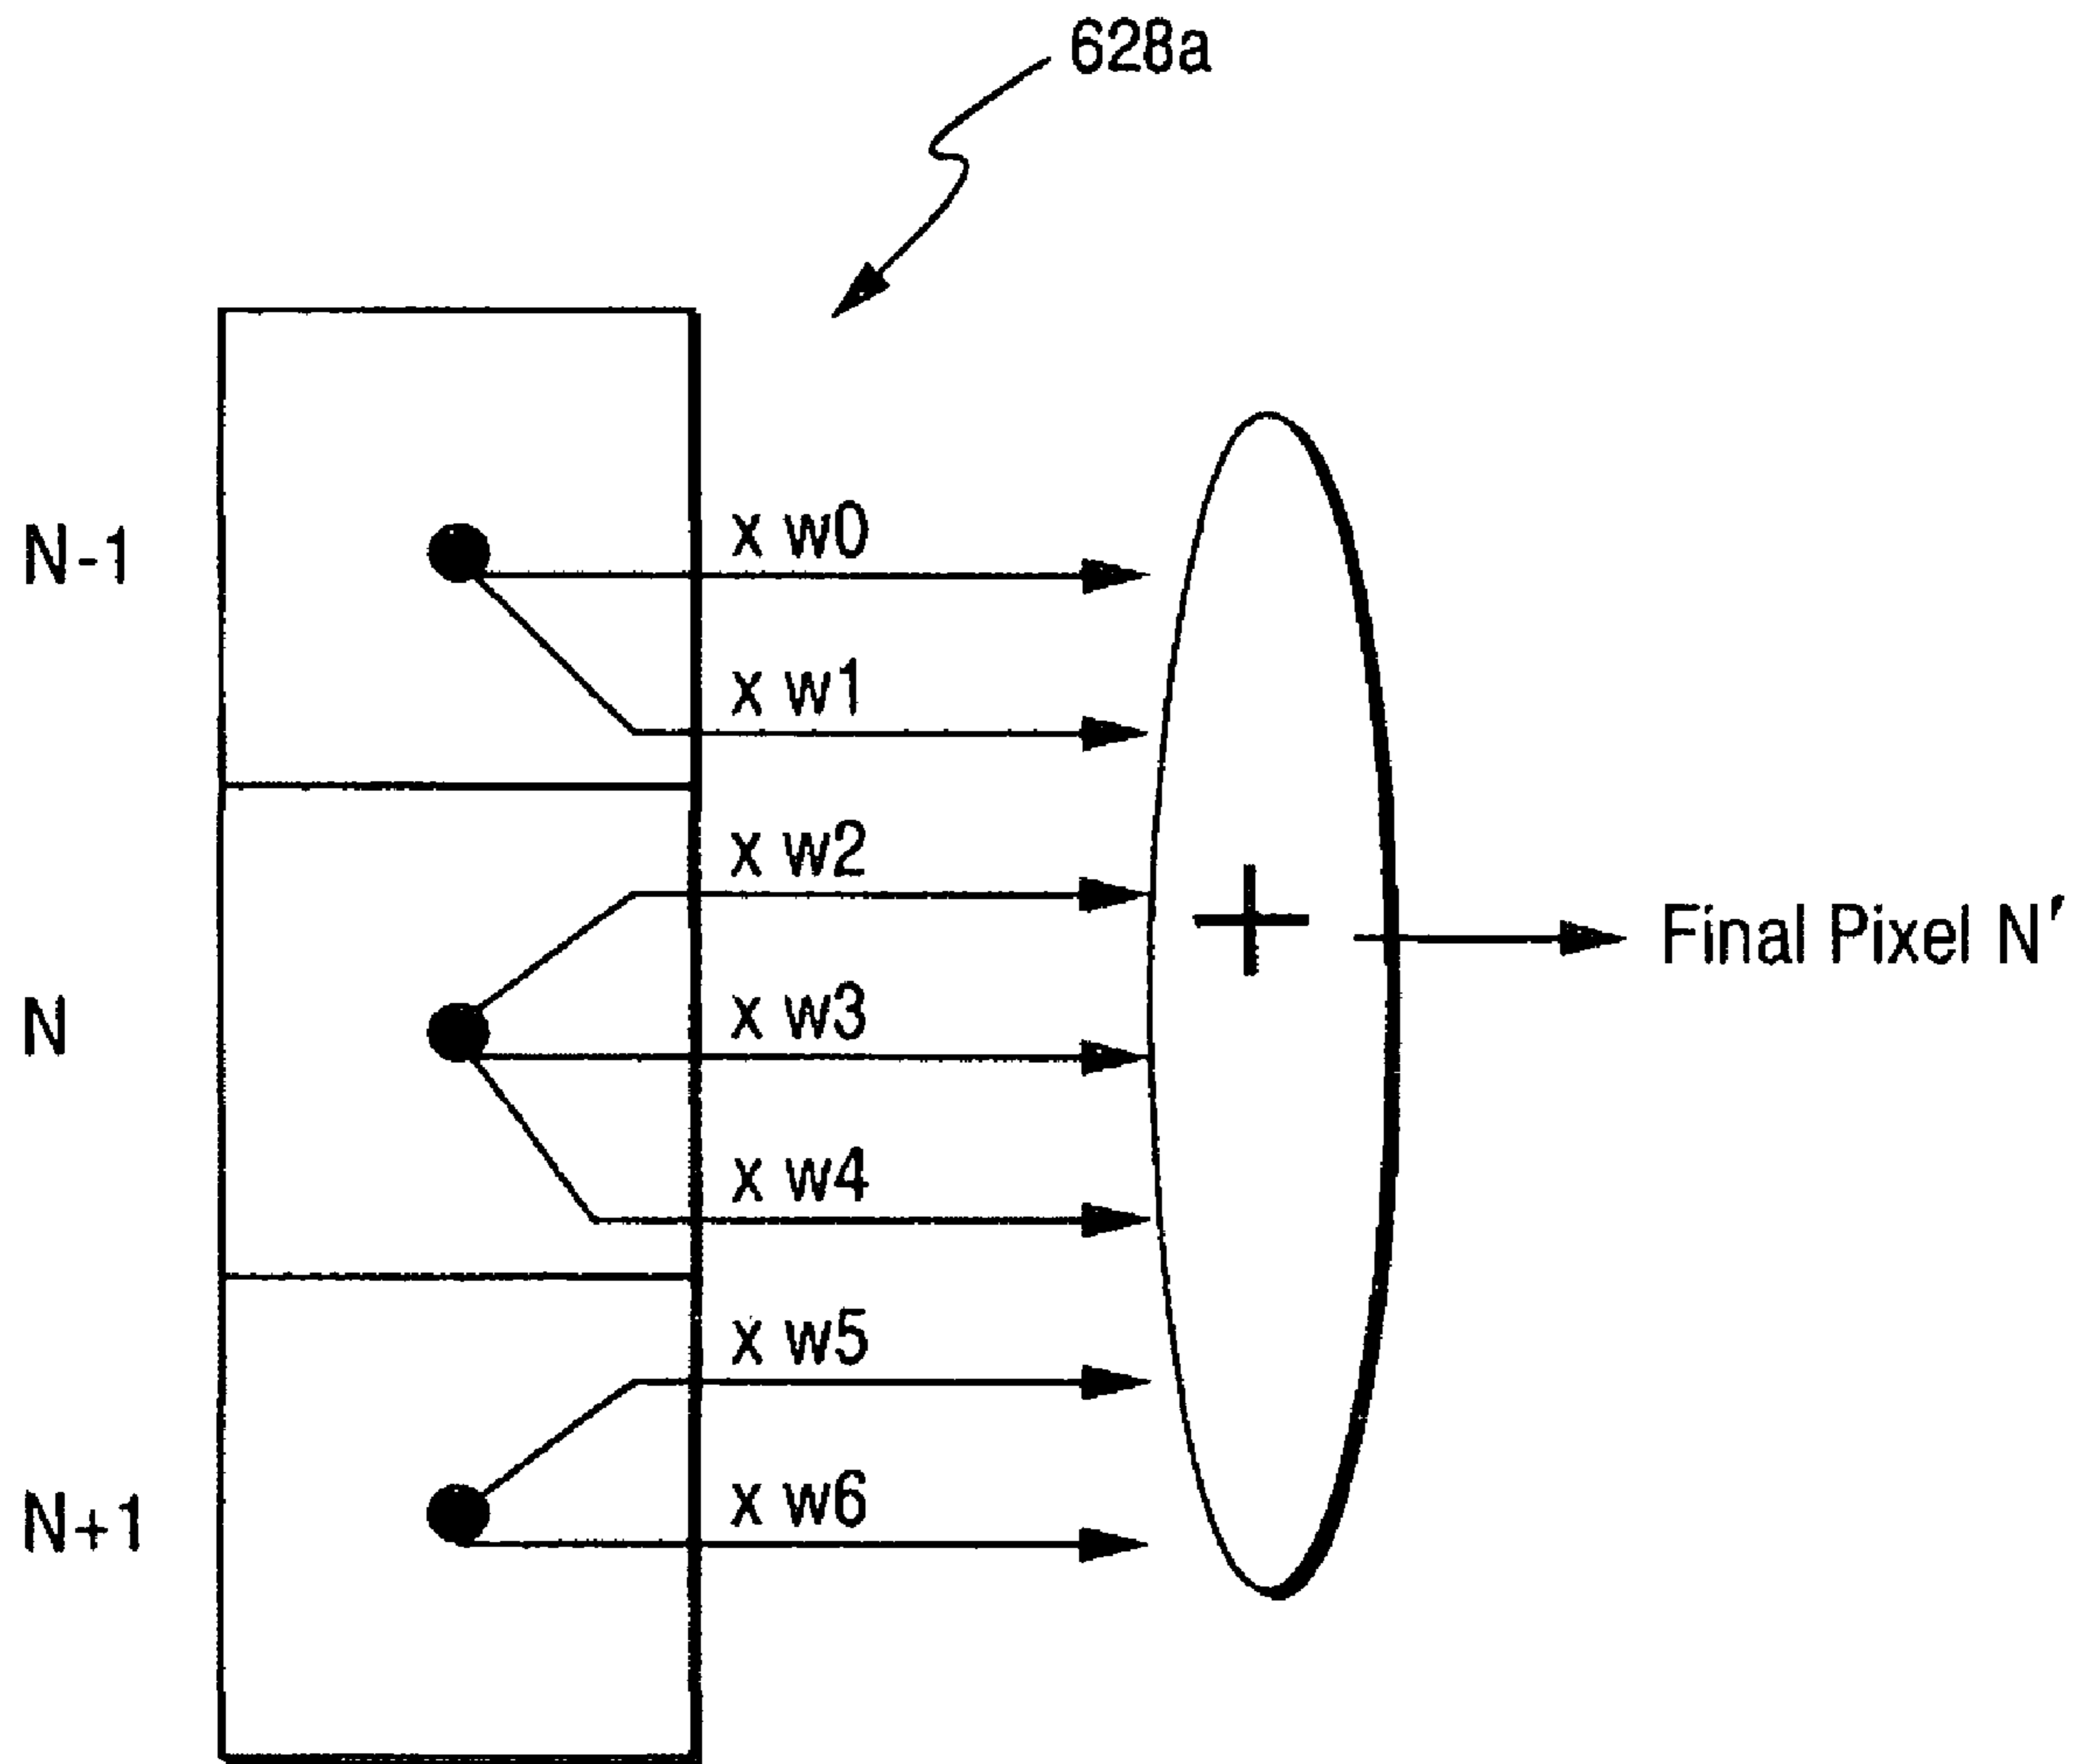 628a
N-1
x w0
x w1
x w2
N
x w3
x w4
+
Final Pixel N′
x w5
N+1
x w6